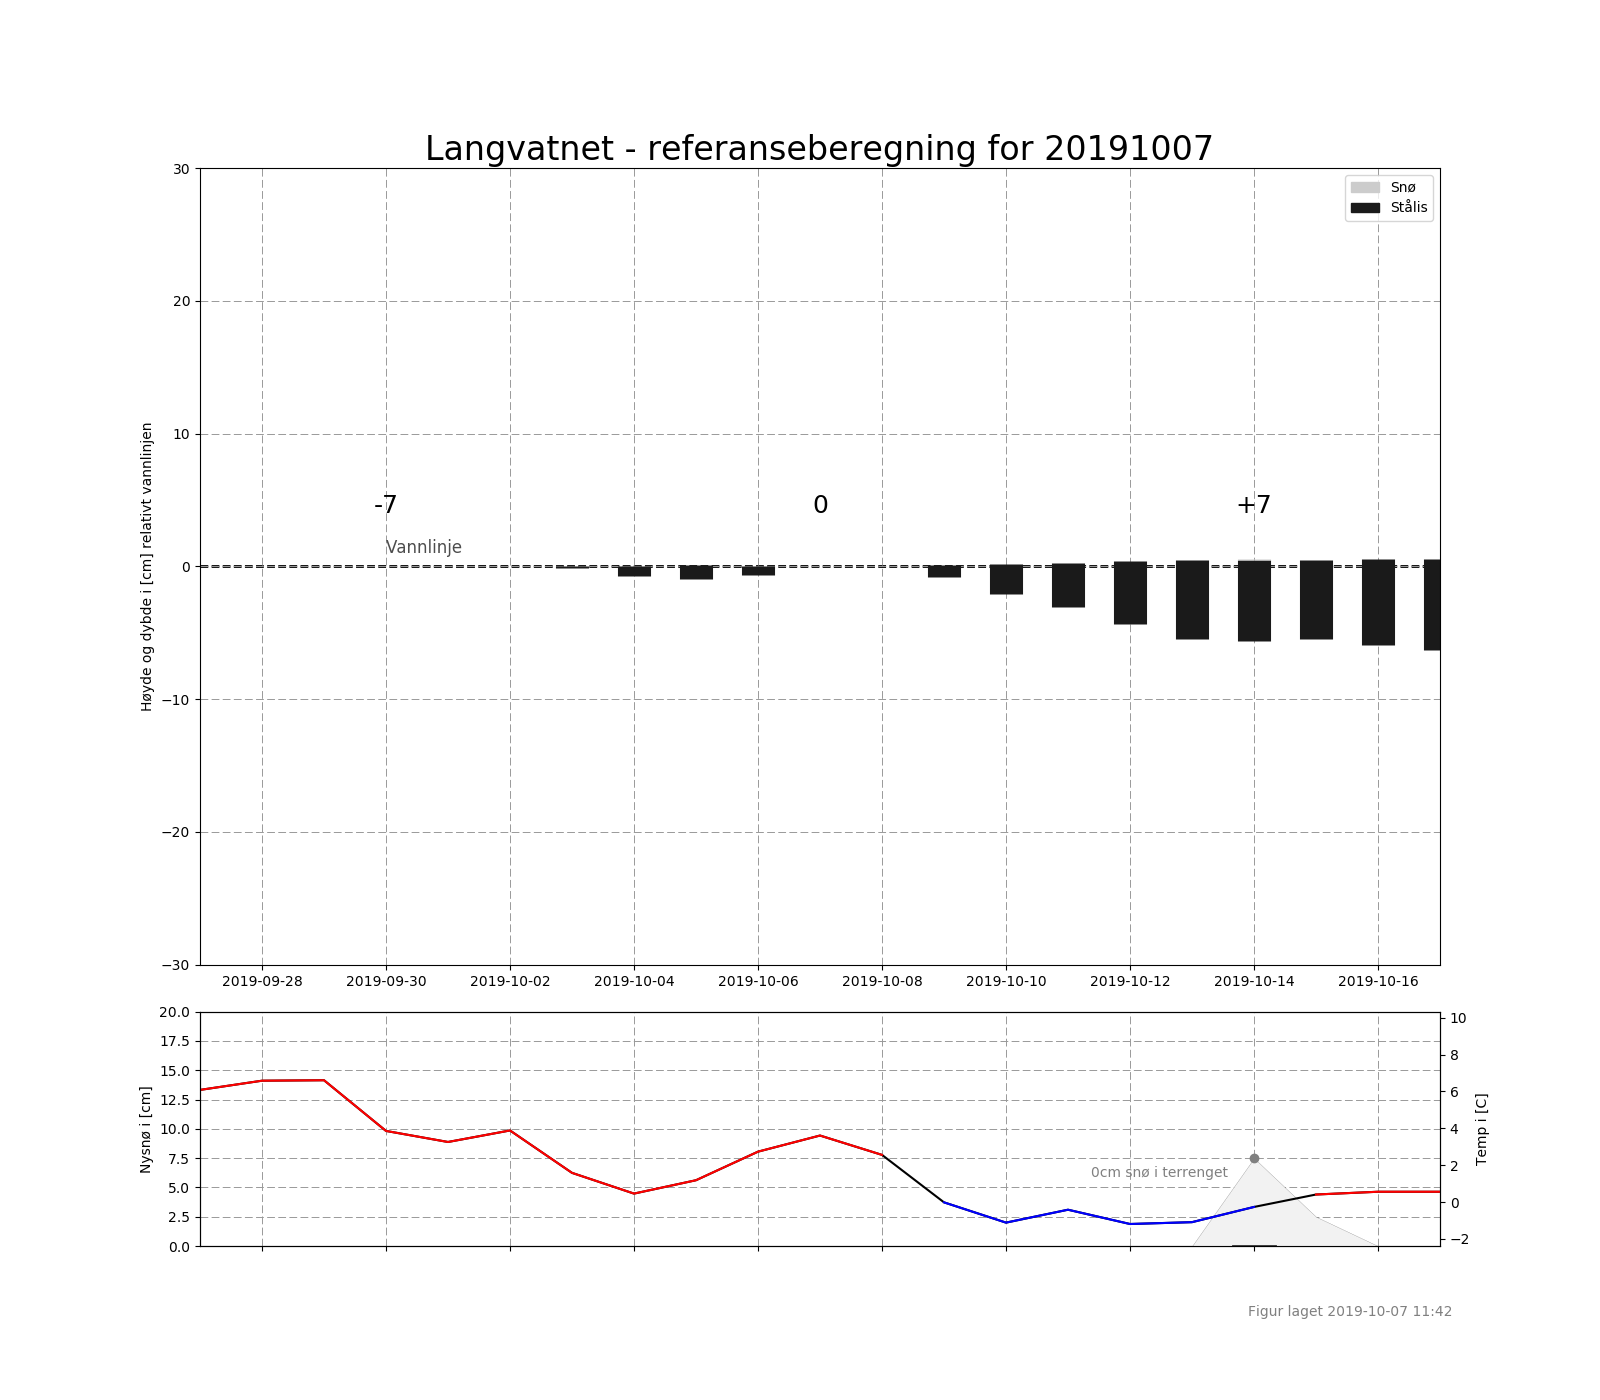 Langvatnet - referanseberegning for 20191007
Snø
Stålis
Høyde og dybde i [cm] relativt vannlinjen
30
20
10
0
−10
−20
−30
-7
0
+7
Vannlinje
2019-09-28 2019-09-30 2019-10-02 2019-10-04 2019-10-06 2019-10-08 2019-10-10 2019-10-12 2019-10-14 2019-10-16
Nysnø i [cm]
20.0
17.5
15.0
12.5
10.0
7.5
5.0
2.5
0.0
0cm snø i terrenget
10
8
6
4
2
0
−2
Temp i [C]
Figur laget 2019-10-07 11:42